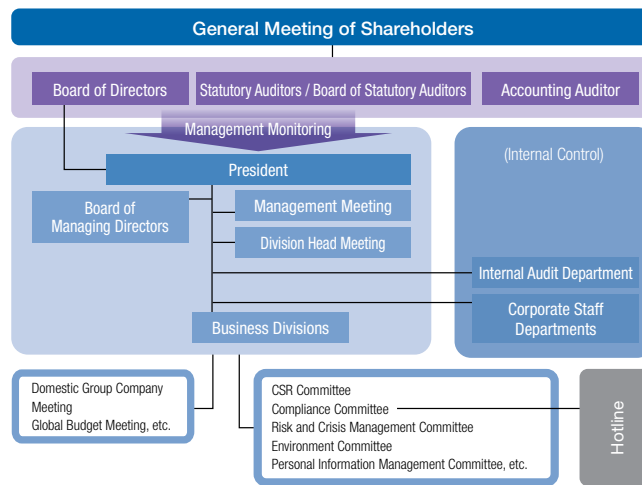 General Meeting of Shareholders
Board of Directors
Statutory Auditors / Board of Statutory Auditors
Accounting Auditor
Management Monitoring
President
(Internal Control)
Board of
Managing Directors
Management Meeting
Division Head Meeting
Internal Audit Department
Corporate Staff
Departments
Business Divisions
Domestic Group Company
Meeting
Global Budget Meeting, etc.
CSR Committee
Compliance Committee
Risk and Crisis Management Committee
Environment Committee
Personal Information Management Committee, etc.
Hotline